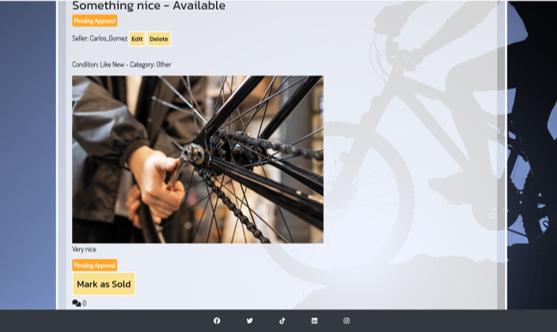 Something nice - Available
Pending Approval
Seller: Carlos_Gomez Edit Delete
Condition: Like New - Category: Other
Very nice
Pending Approval
Mark as Sold
0